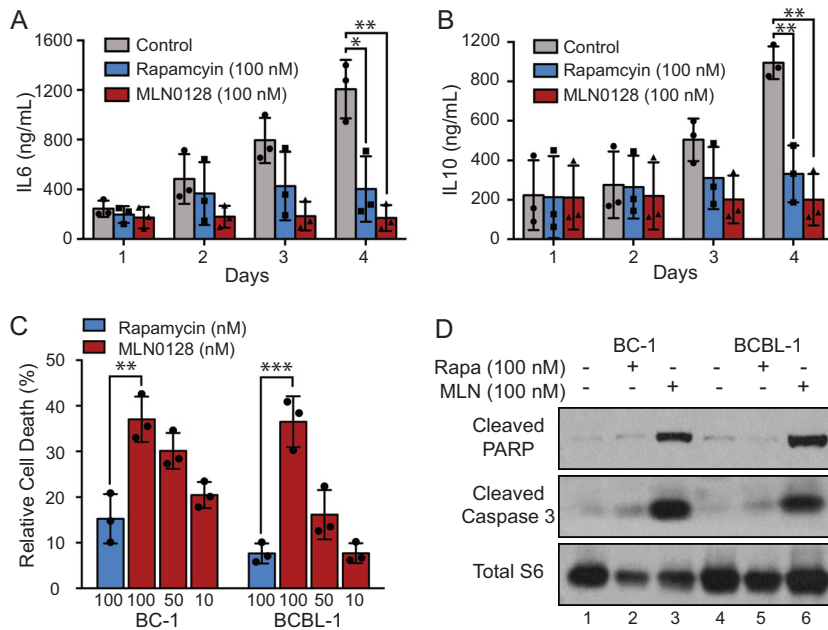 A
IL6 (ng/mL)
1600
1200
800
400
0
Control
Rapamcyin (100 nM)
MLN0128 (100 nM)
**
*
1 2 3 4
Days
B
IL10 (ng/mL)
1200
900
600
400
200
0
Control
Rapamcyin (100 nM)
MLN0128 (100 nM)
**
**
1 2 3 4
Days
C
Rapamycin (nM)
MLN0128 (nM)
Relative Cell Death (%)
50
40
30
20
10
0
**
***
100 100 50 10 100 100 50 10
BC-1 BCBL-1
D
BC-1 BCBL-1
Rapa (100 nM) - + - - + -
MLN (100 nM) - - + - - +
Cleaved
PARP
Cleaved
Caspase 3
Total S6
1 2 3 4 5 6